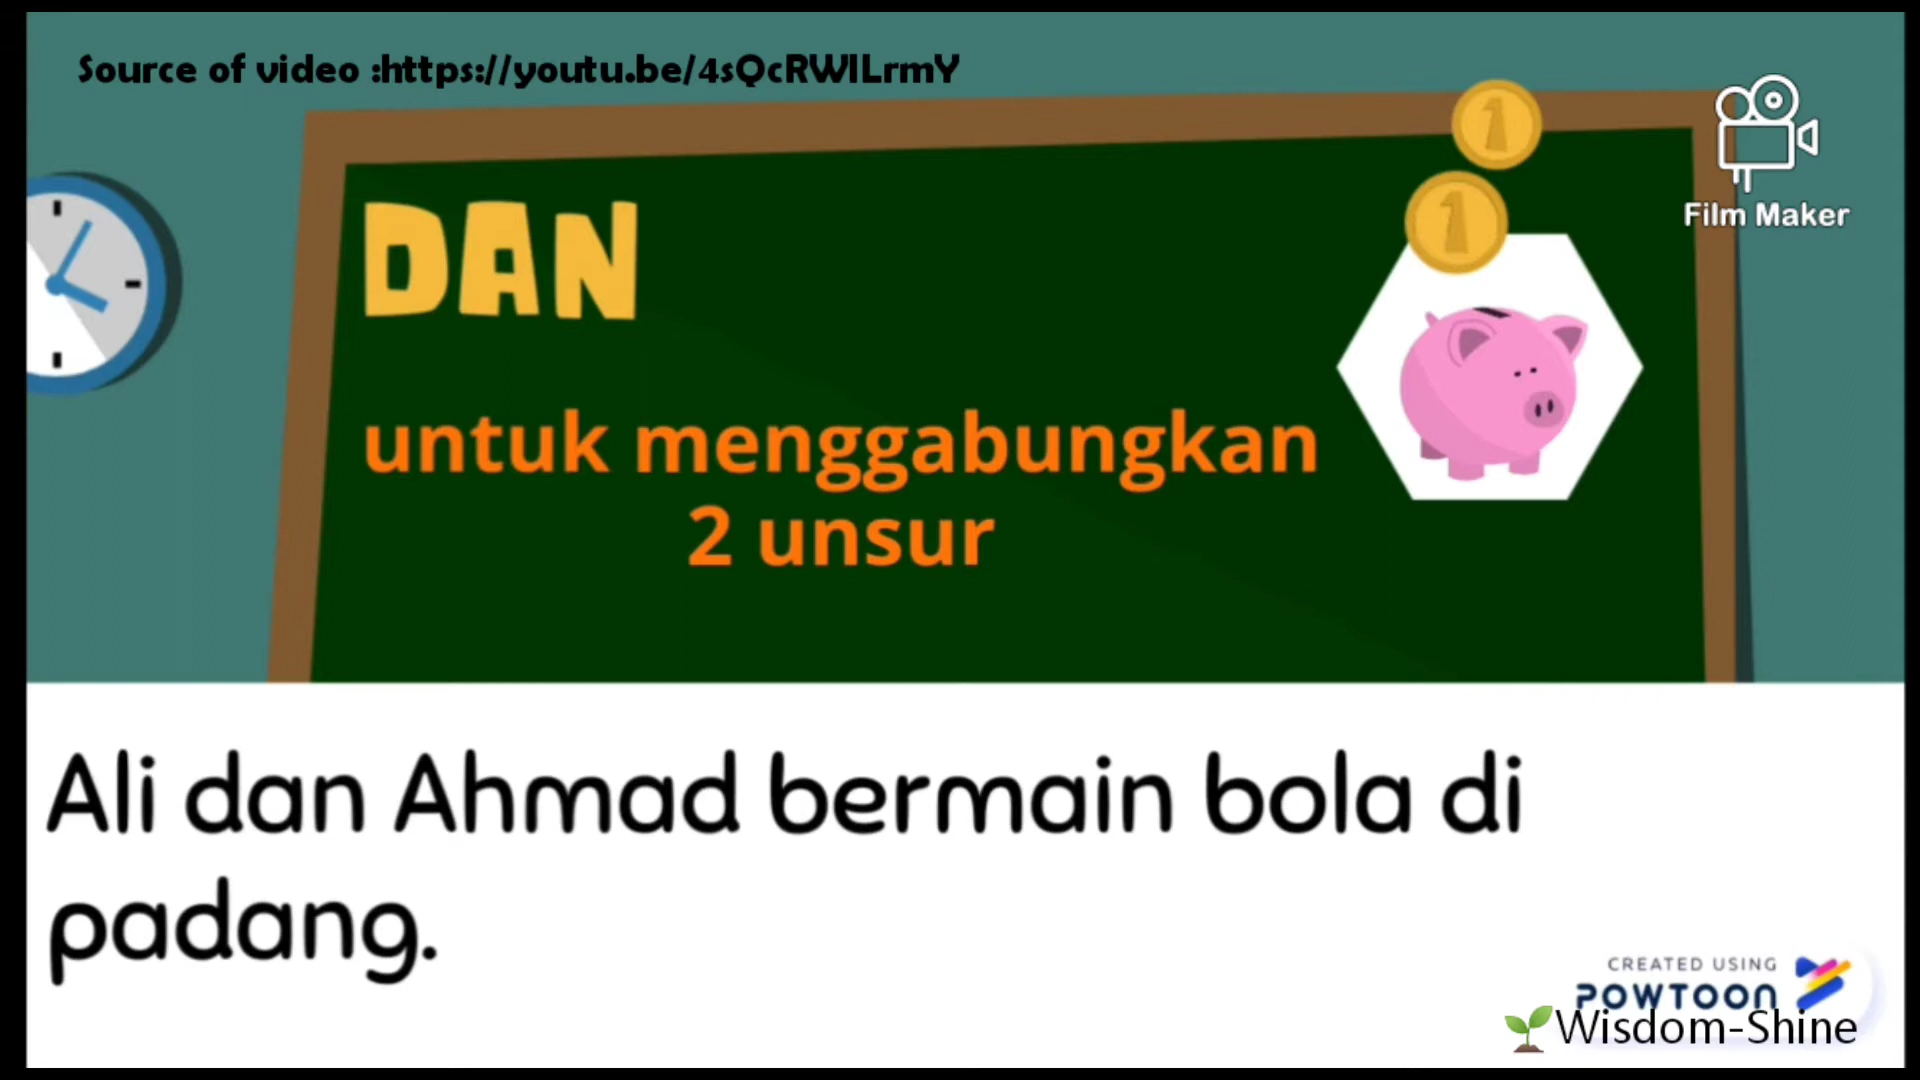 Source of video :https://youtu.be/4sQcRWILrmY
Film Maker
DAN
untuk menggabungkan
2 unsur
Ali dan Ahmad bermain bola di
padang.
CREATED USING
POWTOON
Wisdom-Shine